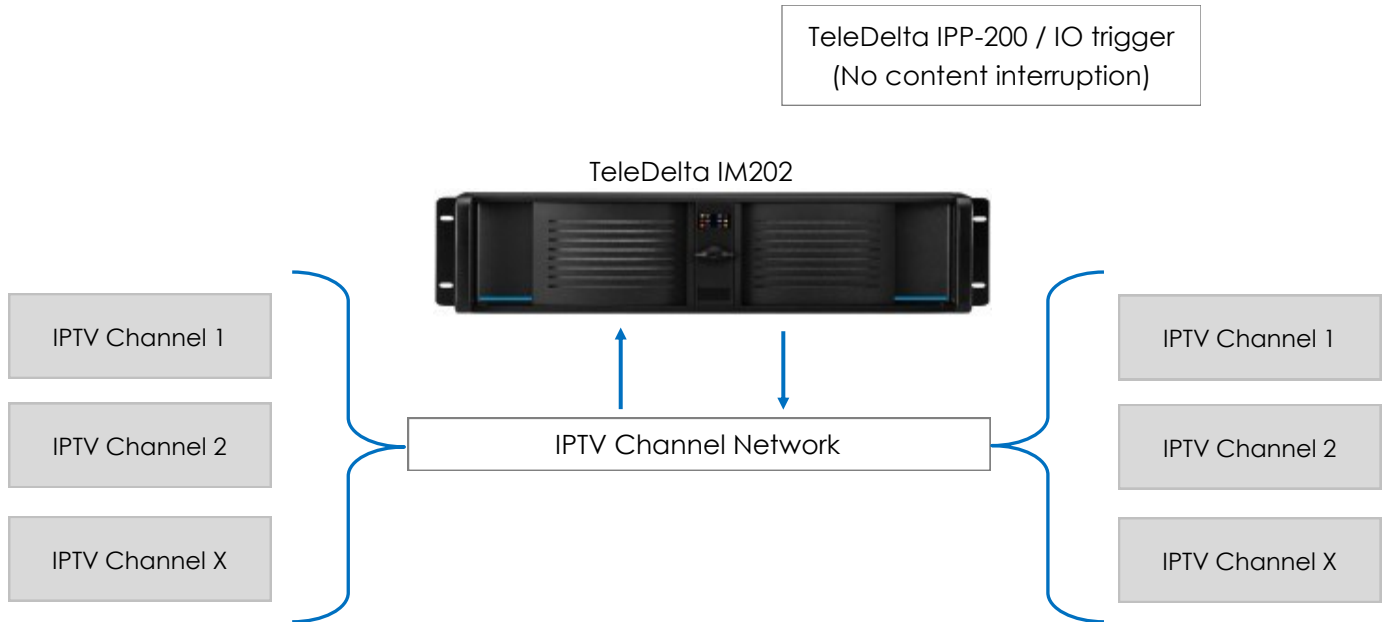 TeleDelta IPP-200 / IO trigger
(No content interruption)
TeleDelta IM202
IPTV Channel 1
IPTV Channel 2
IPTV Channel X
IPTV Channel Network
IPTV Channel 1
IPTV Channel 2
IPTV Channel X